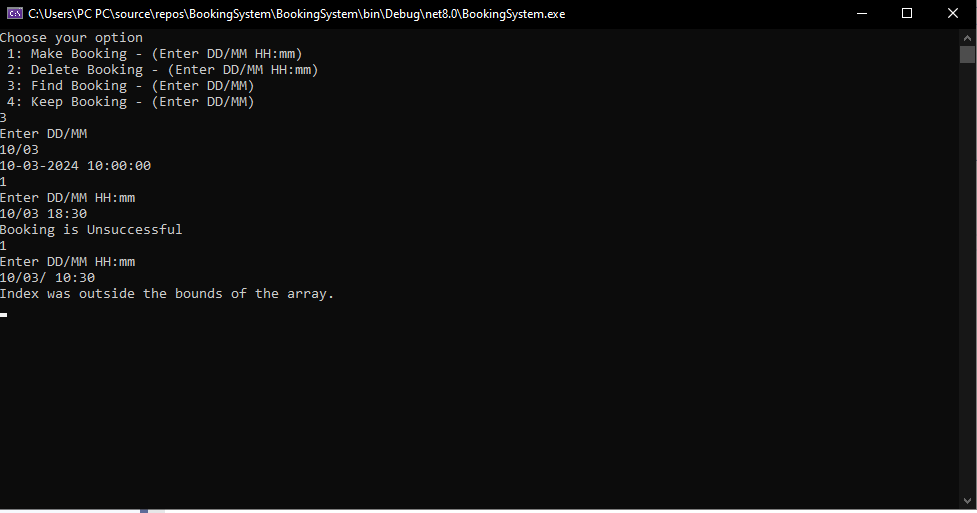 C:\Users\PC PC\source\repos\BookingSystem\BookingSystem\bin\Debug\net8.0\BookingSystem.exe
Choose your option
 1: Make Booking - (Enter DD/MM HH:mm)
 2: Delete Booking - (Enter DD/MM HH:mm)
 3: Find Booking - (Enter DD/MM)
 4: Keep Booking - (Enter DD/MM)
3
Enter DD/MM
10/03
10-03-2024 10:00:00
1
Enter DD/MM HH:mm
10/03 18:30
Booking is Unsuccessful
1
Enter DD/MM HH:mm
10/03/ 10:30
Index was outside the bounds of the array.